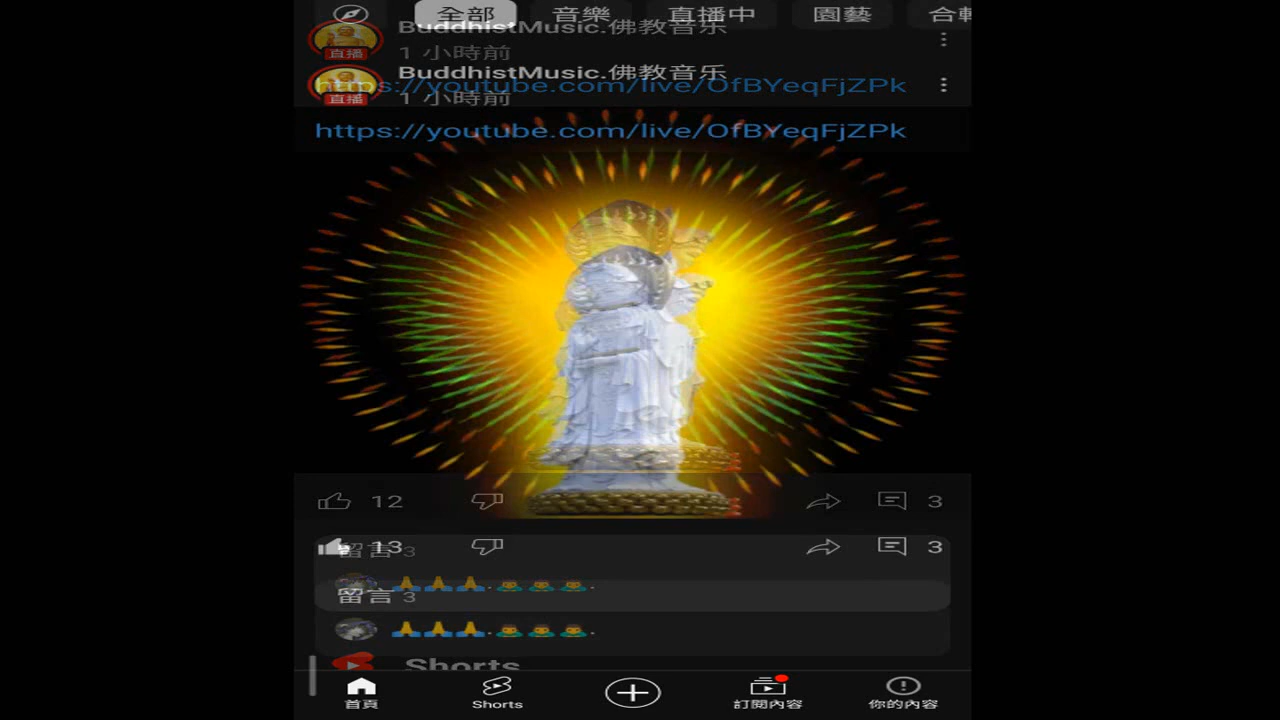 全部 音樂 直播中 園藝 合輯
BuddhistMusic.佛教音乐
直播
1 小時前
BuddhistMusic.佛教音乐
直播
1 小時前
https://youtube.com/live/OfBYeqFjZPk
https://youtube.com/live/OfBYeqFjZPk
12 3
13 3
留言 3
🙏🙏🙏.🙇‍♂️🙇‍♂️🙇‍♂️.
留言 3
🙏🙏🙏.🙇‍♂️🙇‍♂️🙇‍♂️.
Shorts
首頁 Shorts 訂閱內容 你的內容